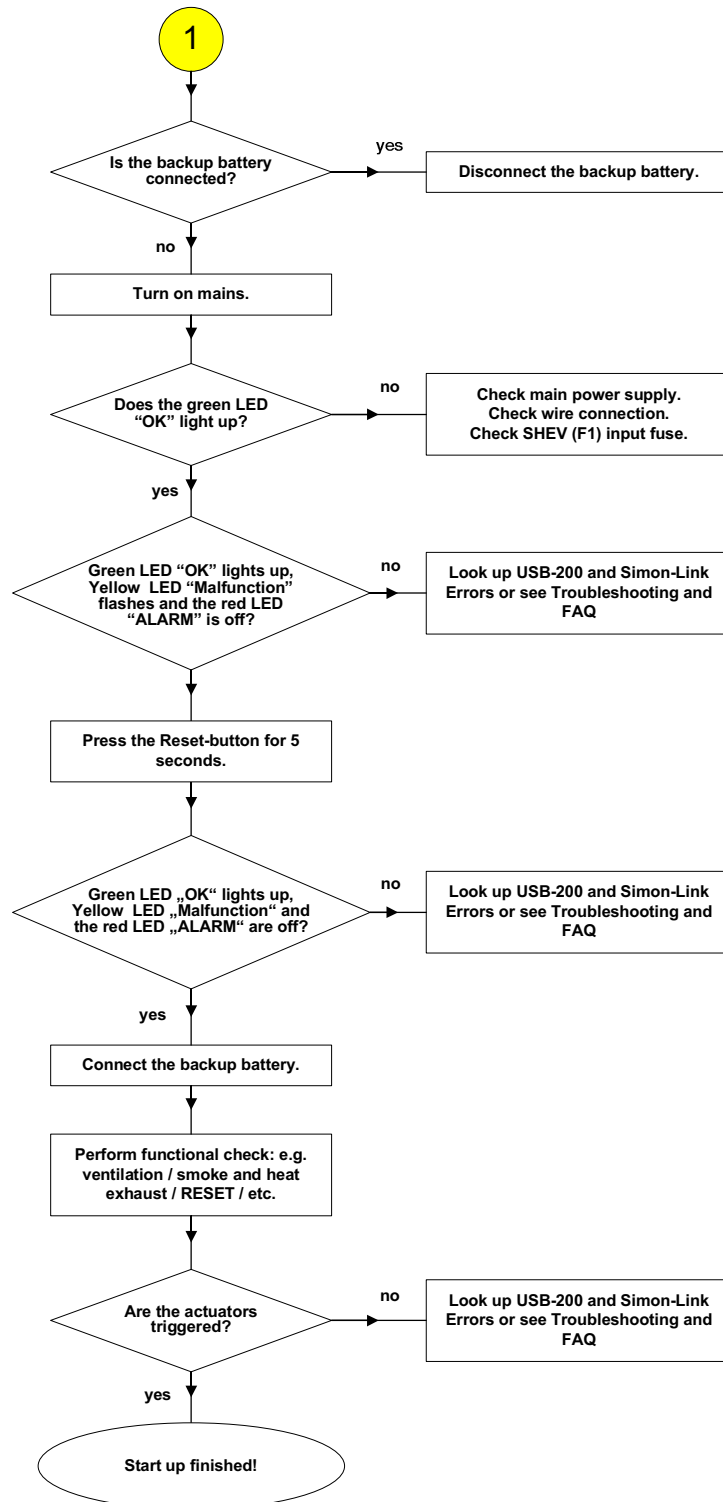 1
Is the backup battery
connected?
yes
Disconnect the backup battery.
no
Turn on mains.
Does the green LED
“OK” light up?
no
Check main power supply.
Check wire connection.
Check SHEV (F1) input fuse.
yes
Green LED “OK” lights up,
Yellow LED “Malfunction”
flashes and the red LED
“ALARM” is off?
no
Look up USB-200 and Simon-Link
Errors or see Troubleshooting and
FAQ
Press the Reset-button for 5
seconds.
Green LED „OK“ lights up,
Yellow LED „Malfunction“ and
the red LED „ALARM“ are off?
no
Look up USB-200 and Simon-Link
Errors or see Troubleshooting and
FAQ
yes
Connect the backup battery.
Perform functional check: e.g.
ventilation / smoke and heat
exhaust / RESET / etc.
Are the actuators
triggered?
no
Look up USB-200 and Simon-Link
Errors or see Troubleshooting and
FAQ
yes
Start up finished!